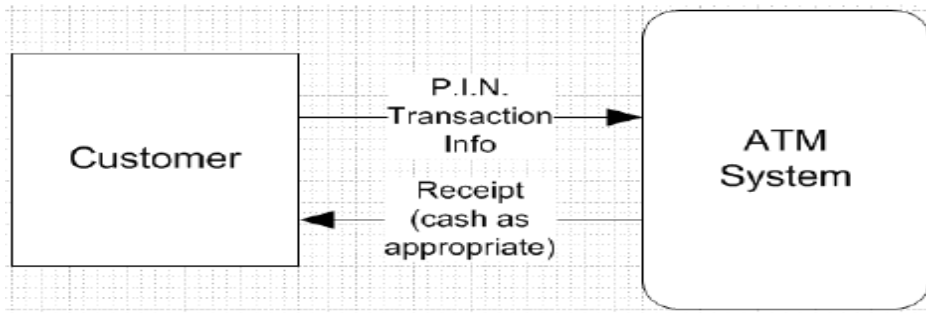 Customer
P.I.N.
Transaction
Info
Receipt
(cash as
appropriate)
ATM
System